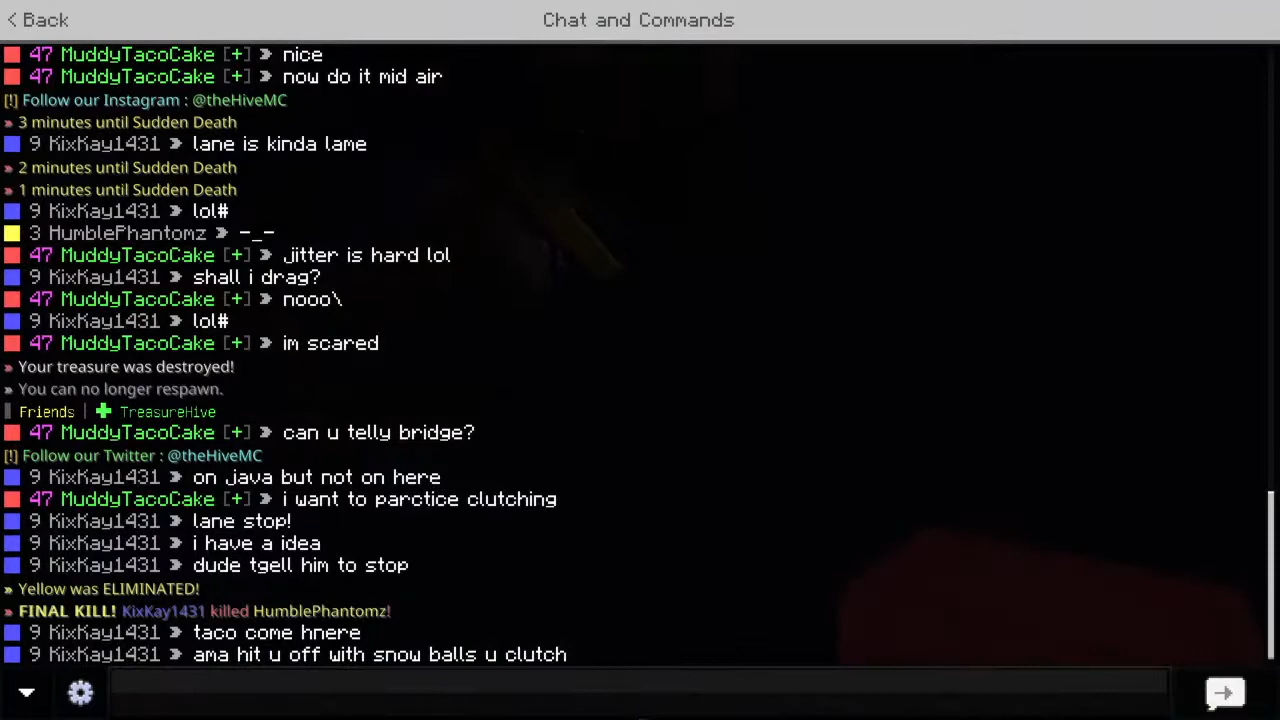 < Back
Chat and Commands
47 MuddyTacoCake [+] » nice
47 MuddyTacoCake [+] » now do it mid air
[!] Follow our Instagram : @theHiveMC
» 3 minutes until Sudden Death
9 KixKay1431 » lane is kinda lame
» 2 minutes until Sudden Death
» 1 minutes until Sudden Death
9 KixKay1431 » lol#
3 HumblePhantomz » -_-
47 MuddyTacoCake [+] » jitter is hard lol
9 KixKay1431 » shall i drag?
47 MuddyTacoCake [+] » nooo\
9 KixKay1431 » lol#
47 MuddyTacoCake [+] » im scared
» Your treasure was destroyed!
» You can no longer respawn.
Friends | + TreasureHive
47 MuddyTacoCake [+] » can u telly bridge?
[!] Follow our Twitter : @theHiveMC
9 KixKay1431 » on java but not on here
47 MuddyTacoCake [+] » i want to parctice clutching
9 KixKay1431 » lane stop!
9 KixKay1431 » i have a idea
9 KixKay1431 » dude tgell him to stop
» Yellow was ELIMINATED!
» FINAL KILL! KixKay1431 killed HumblePhantomz!
9 KixKay1431 » taco come hnere
9 KixKay1431 » ama hit u off with snow balls u clutch